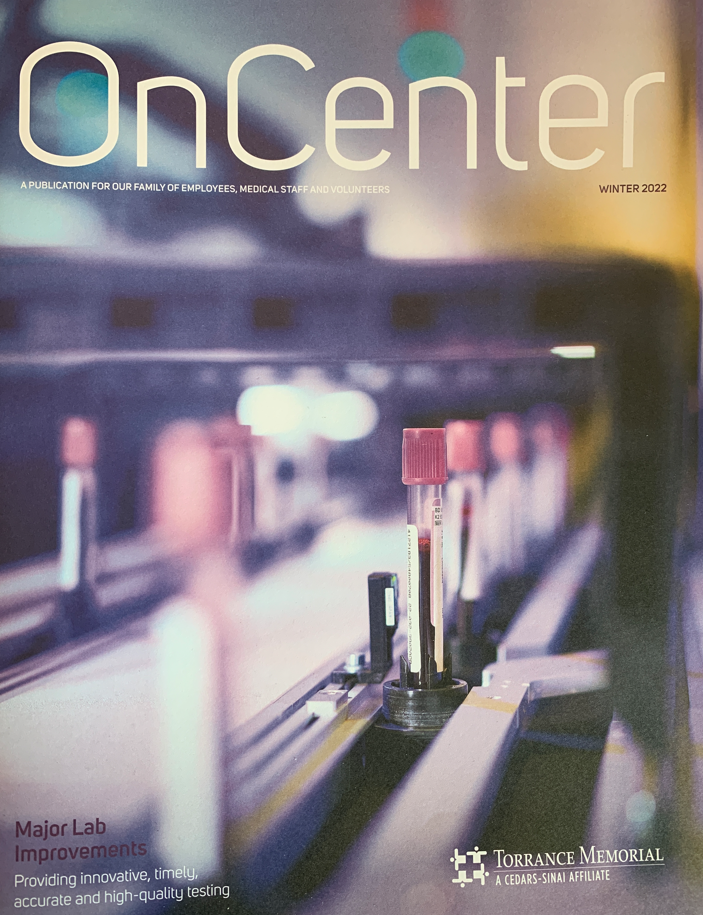 OnCenter
A PUBLICATION FOR OUR FAMILY OF EMPLOYEES, MEDICAL STAFF AND VOLUNTEERS
WINTER 2022
Major Lab
Improvements
Providing innovative, timely,
accurate and high-quality testing
TORRANCE MEMORIAL
A CEDARS-SINAI AFFILIATE